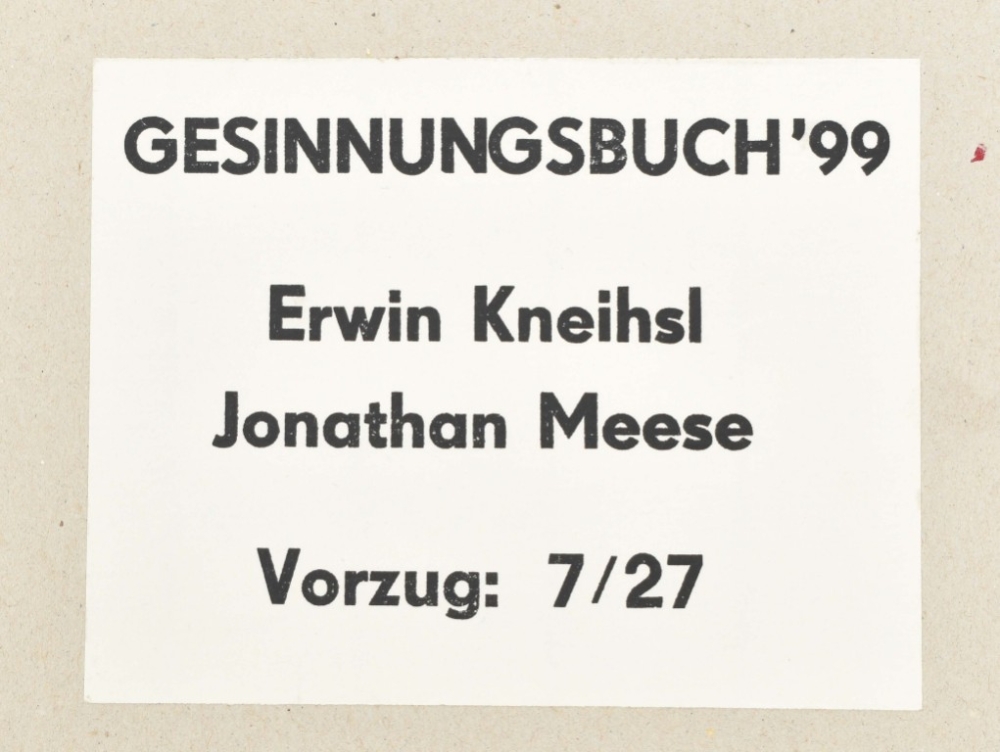 GESINNUNGSBUCH'99
Erwin Kneihsl
Jonathan Meese
Vorzug: 7/27